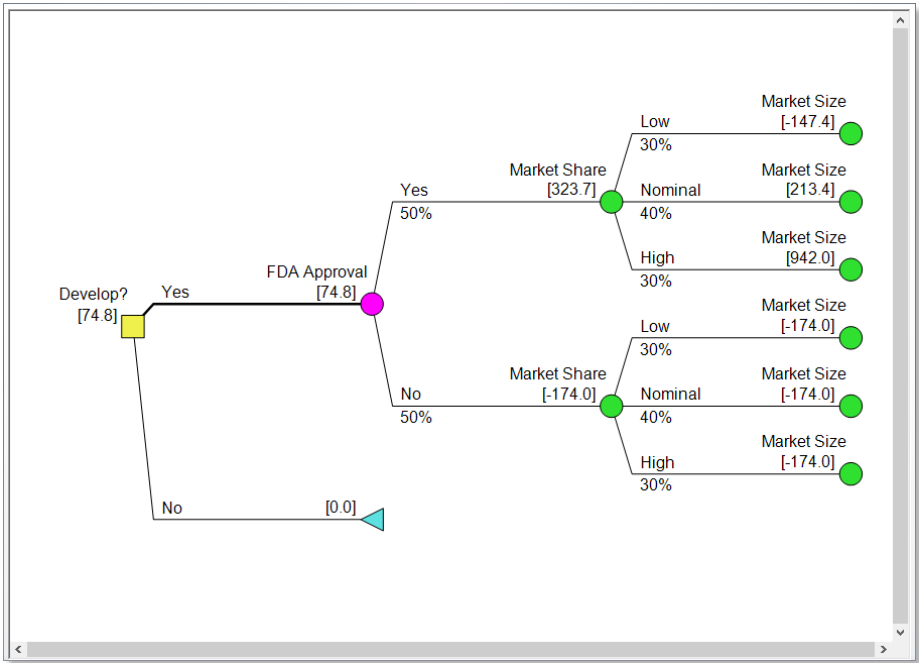 Market Size
Low
[-147.4]
30%
Market Share
Market Size
Yes
[323.7]
Nominal
[213.4]
50%
40%
Market Size
High
[942.0]
FDA Approval
30%
Develop?
Yes
[74.8]
[74.8]
Market Size
Low
[-174.0]
30%
Market Share
Market Size
No
[-174.0]
Nominal
[-174.0]
50%
40%
Market Size
High
[-174.0]
30%
No
[0.0]